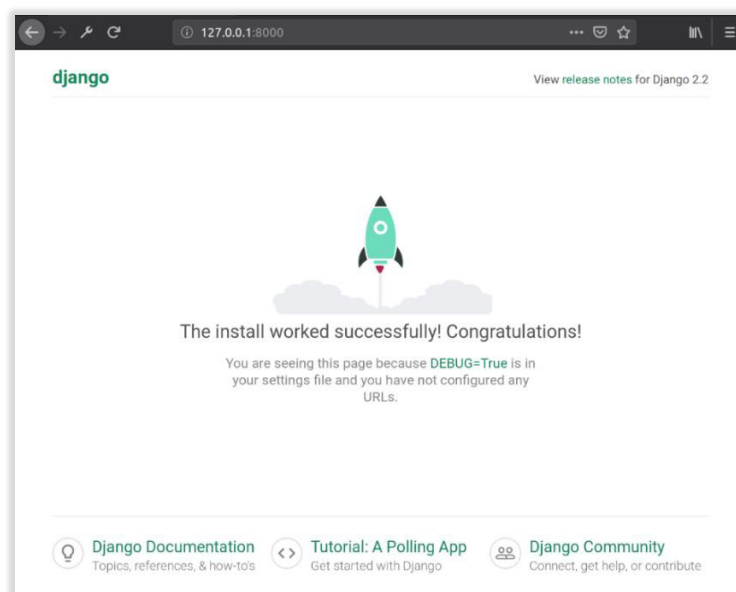 127.0.0.1:8000
django
View release notes for Django 2.2
The install worked successfully! Congratulations!
You are seeing this page because DEBUG=True is in
your settings file and you have not configured any
URLs.
Django Documentation
Topics, references, & how-to's
Tutorial: A Polling App
Get started with Django
Django Community
Connect, get help, or contribute